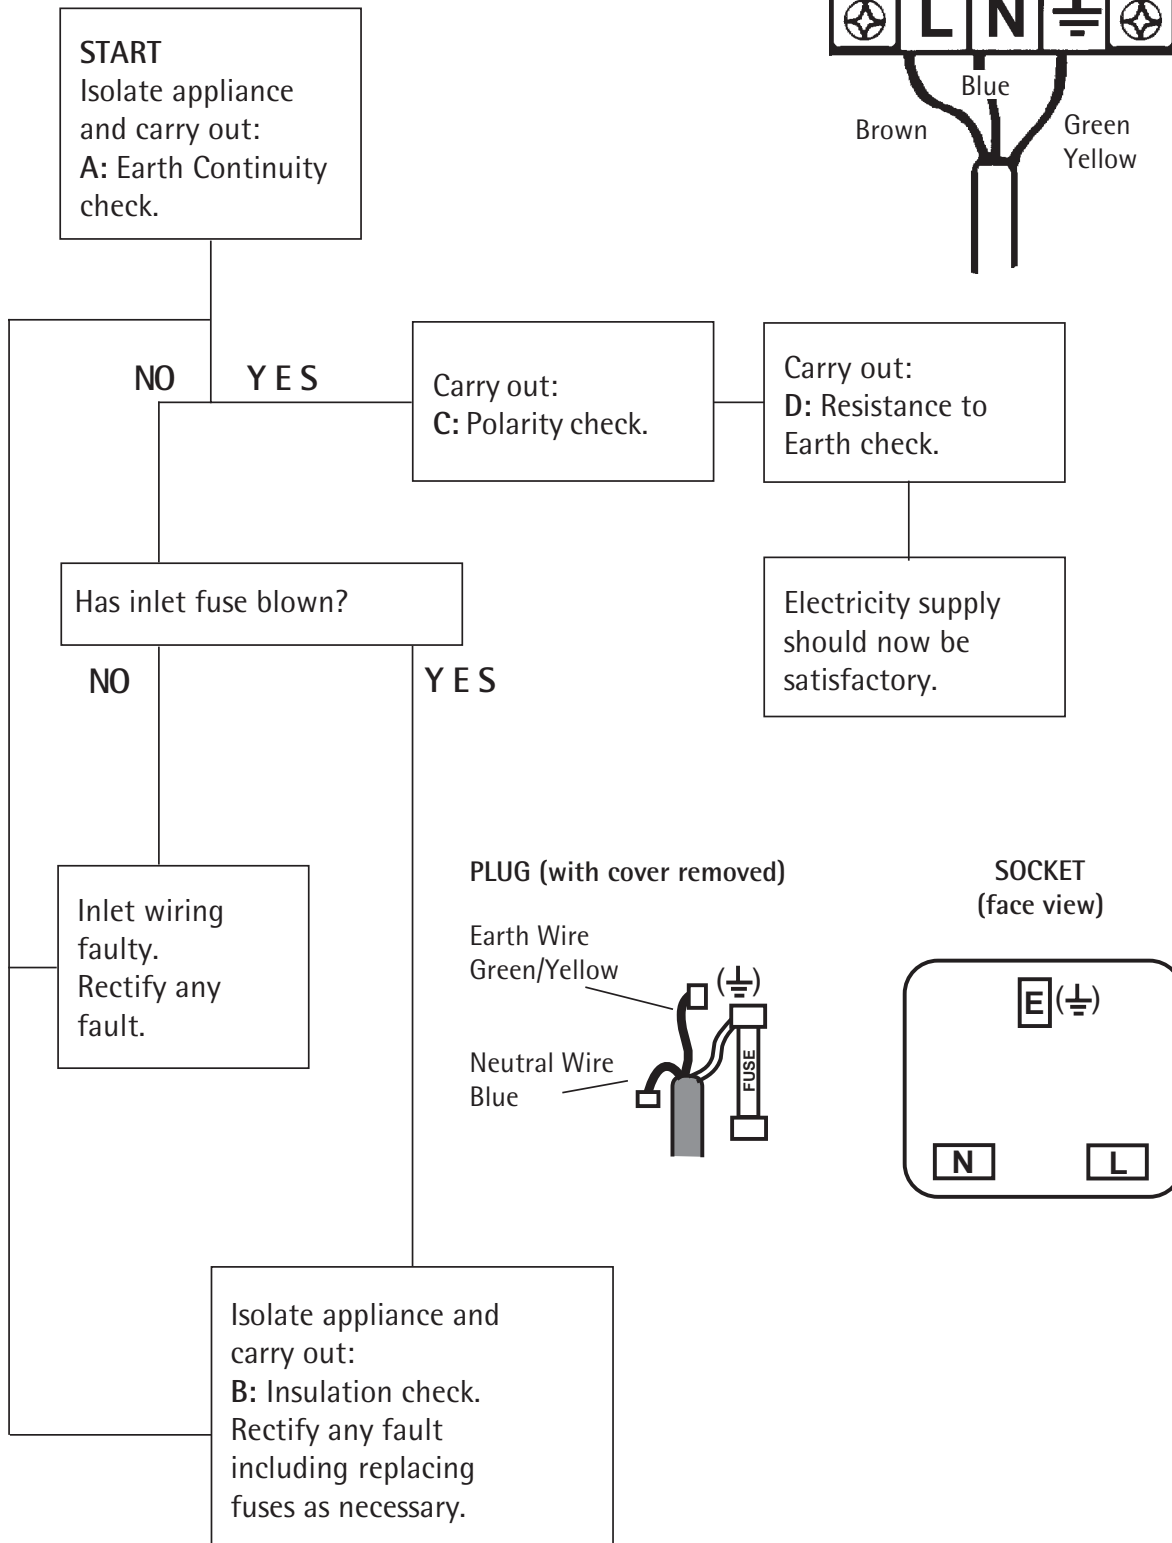 START
Isolate appliance
and carry out:
A: Earth Continuity
check.
L N
Blue
Brown
Green
Yellow
NO YES
Carry out:
C: Polarity check.
Carry out:
D: Resistance to
Earth check.
Has inlet fuse blown?
NO YES
Electricity supply
should now be
satisfactory.
Inlet wiring
faulty.
Rectify any
fault.
PLUG (with cover removed)
Earth Wire
Green/Yellow
Neutral Wire
Blue
FUSE
SOCKET
(face view)
E
N L
Isolate appliance and
carry out:
B: Insulation check.
Rectify any fault
including replacing
fuses as necessary.